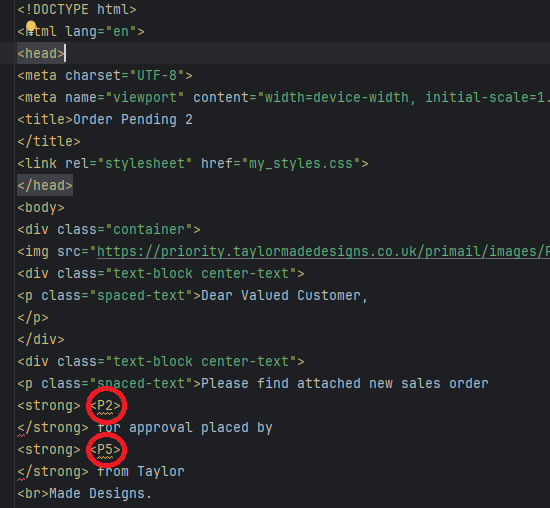 <!DOCTYPE html>
<html lang="en">
<head>
<meta charset="UTF-8">
<meta name="viewport" content="width=device-width, initial-scale=1.
<title>Order Pending 2
</title>
<link rel="stylesheet" href="my_styles.css">
</head>
<body>
<div class="container">
<img src="https://priority.taylormadedesigns.co.uk/primail/images/P
<div class="text-block center-text">
<p class="spaced-text">Dear Valued Customer,
</p>
</div>
<div class="text-block center-text">
<p class="spaced-text">Please find attached new sales order
<strong> <P2>
</strong> for approval placed by
<strong> <P5>
</strong> from Taylor
<br>Made Designs.